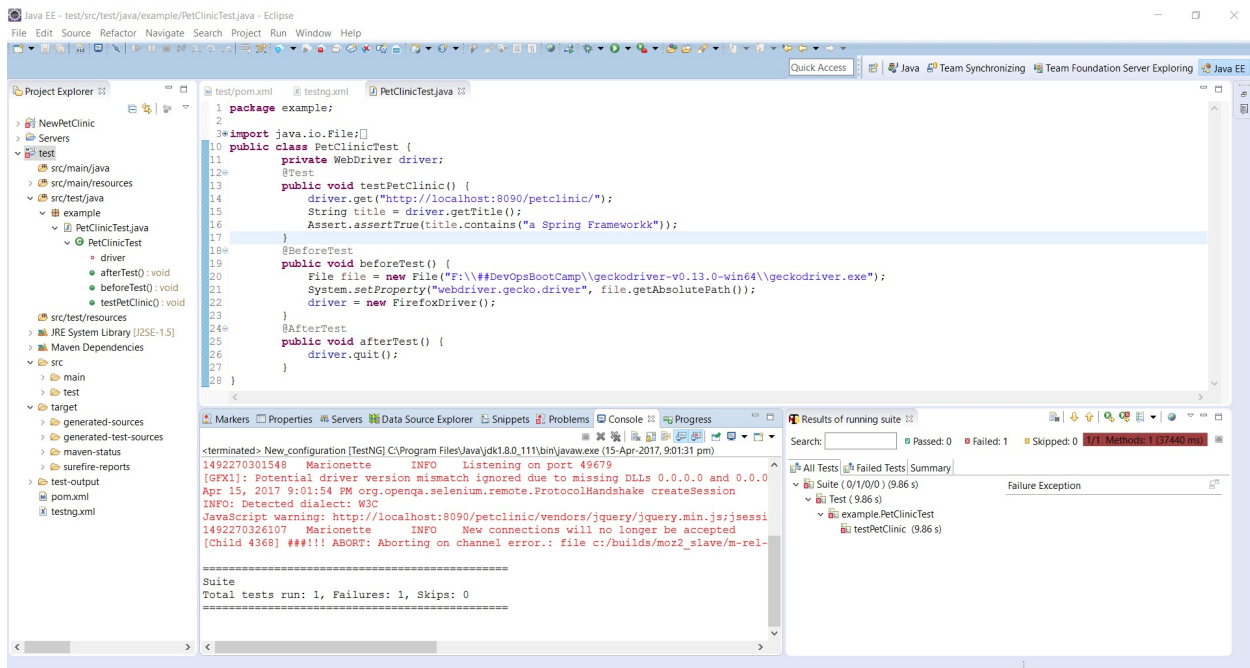 Java EE - test/src/test/java/example/PetClinicTest.java - Eclipse
File Edit Source Refactor Navigate Search Project Run Window Help
Quick Access Java Team Synchronizing Team Foundation Server Exploring Java EE
Project Explorer
NewPetClinic
Servers
test
src/main/java
src/main/resources
src/test/java
example
PetClinicTest.java
PetClinicTest
driver
afterTest() : void
beforeTest() : void
testPetClinic() : void
src/test/resources
JRE System Library [J2SE-1.5]
Maven Dependencies
src
main
test
target
generated-sources
generated-test-sources
maven-status
surefire-reports
test-output
pom.xml
testng.xml
test/pom.xml testng.xml PetClinicTest.java
1 package example;
2
3 import java.io.File;
10 public class PetClinicTest {
11 private WebDriver driver;
12 @Test
13 public void testPetClinic() {
14 driver.get("http://localhost:8090/petclinic/");
15 String title = driver.getTitle();
16 Assert.assertTrue(title.contains("a Spring Frameworkk"));
17 }
18 @BeforeTest
19 public void beforeTest() {
20 File file = new File("F:\\##DevOpsBootCamp\\geckodriver-v0.13.0-win64\\geckodriver.exe");
21 System.setProperty("webdriver.gecko.driver", file.getAbsolutePath());
22 driver = new FirefoxDriver();
23 }
24 @AfterTest
25 public void afterTest() {
26 driver.quit();
27 }
28 }
Markers Properties Servers Data Source Explorer Snippets Problems Console Progress
<terminated> New_configuration [TestNG] C:\Program Files\Java\jdk1.8.0_111\bin\javaw.exe (15-Apr-2017, 9:01:31 pm)
1492270301548 Marionette INFO Listening on port 49679
[GFX1]: Potential driver version mismatch ignored due to missing DLLs 0.0.0.0 and 0.0.0
Apr 15, 2017 9:01:54 PM org.openqa.selenium.remote.ProtocolHandshake createSession
INFO: Detected dialect: W3C
JavaScript warning: http://localhost:8090/petclinic/vendors/jquery/jquery.min.js;jsessi
1492270326107 Marionette INFO New connections will no longer be accepted
[Child 4368] ###!!! ABORT: Aborting on channel error.: file c:/builds/moz2_slave/m-rel-
===============================================
Suite
Total tests run: 1, Failures: 1, Skips: 0
===============================================
Results of running suite
Search: Passed: 0 Failed: 1 Skipped: 0 1/1 Methods: 1 (37440 ms)
All Tests Failed Tests Summary
Suite ( 0/1/0/0 ) (9.86 s)
Test ( 9.86 s)
example.PetClinicTest
testPetClinic (9.86 s)
Failure Exception